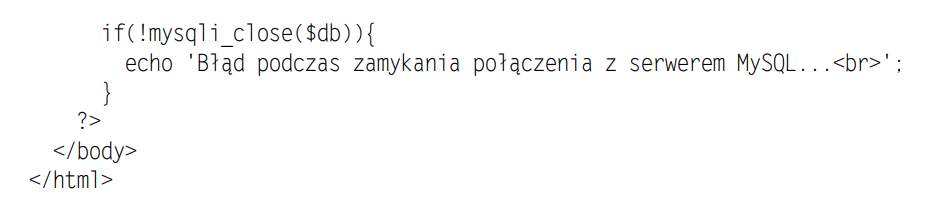 if(!mysqli_close($db)){
echo 'Błąd podczas zamykania połączenia z serwerem MySQL...<br>';
}
?>
</body>
</html>